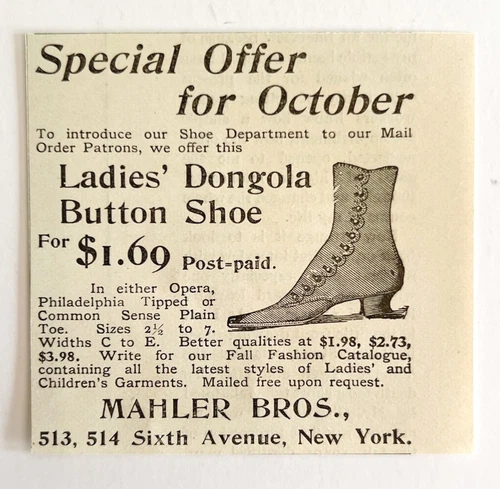 Special Offer
for October
To introduce our Shoe Department to our Mail
Order Patrons, we offer this
Ladies' Dongola
Button Shoe
For $1.69 Post=paid.
In either Opera,
Philadelphia Tipped or
Common Sense Plain
Toe. Sizes 2½ to 7.
Widths C to E. Better qualities at $1.98, $2.73,
$3.98. Write for our Fall Fashion Catalogue,
containing all the latest styles of Ladies' and
Children's Garments. Mailed free upon request.
MAHLER BROS.,
513, 514 Sixth Avenue, New York.